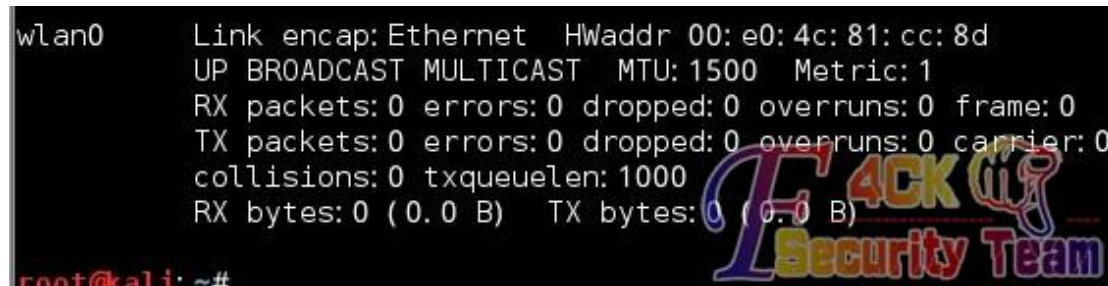 wlan0 Link encap:Ethernet HWaddr 00:e0:4c:81:cc:8d
UP BROADCAST MULTICAST MTU:1500 Metric:1
RX packets:0 errors:0 dropped:0 overruns:0 frame:0
TX packets:0 errors:0 dropped:0 overruns:0 carrier:0
collisions:0 txqueuelen:1000
RX bytes:0 (0.0 B) TX bytes:0 (0.0 B)
F4CK
Security Team
root@kali:~#